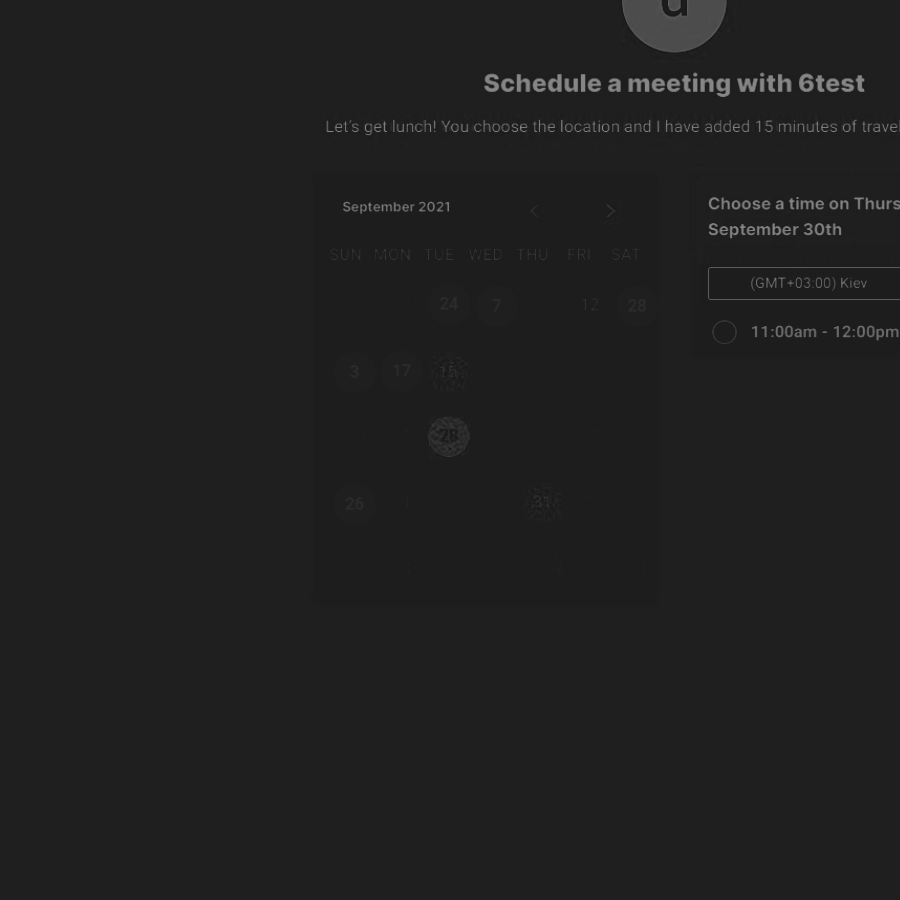 d
Schedule a meeting with 6test
Let's get lunch! You choose the location and I have added 15 minutes of travel
September 2021
SUN MON TUE WED THU FRI SAT
24 7 12 28
3 17 15
28
26 31
Choose a time on Thurs
September 30th
(GMT+03:00) Kiev
11:00am - 12:00pm